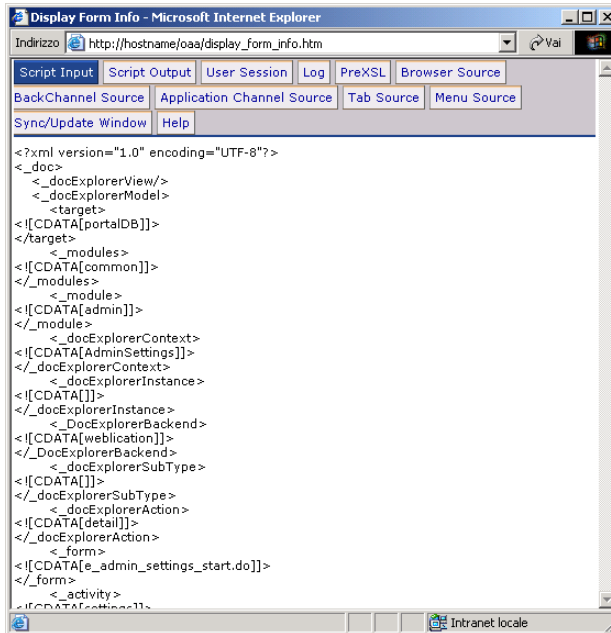 Display Form Info - Microsoft Internet Explorer
Indirizzo http://hostname/oaa/display_form_info.htm Vai
Script Input Script Output User Session Log PreXSL Browser Source
BackChannel Source Application Channel Source Tab Source Menu Source
Sync/Update Window Help
<?xml version="1.0" encoding="UTF-8"?>
<_doc>
<_docExplorerView/>
<_docExplorerModel>
<target>
<![CDATA[portalDB]]>
</target>
<_modules>
<![CDATA[common]]>
</_modules>
<_module>
<![CDATA[admin]]>
</_module>
<_docExplorerContext>
<![CDATA[AdminSettings]]>
</_docExplorerContext>
<_docExplorerInstance>
<![CDATA[]]>
</_docExplorerInstance>
<_DocExplorerBackend>
<![CDATA[weblication]]>
</_DocExplorerBackend>
<_docExplorerSubType>
<![CDATA[]]>
</_docExplorerSubType>
<_docExplorerAction>
<![CDATA[detail]]>
</_docExplorerAction>
<_form>
<![CDATA[e_admin_settings_start.do]]>
</_form>
<_activity>
<![CDATA[settings]]>
Intranet locale